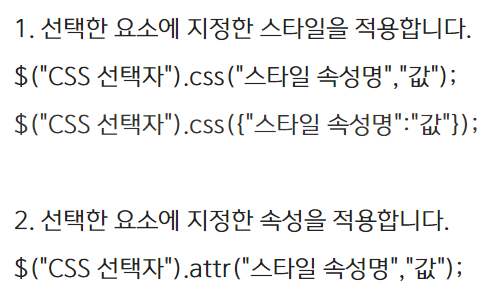 1. 선택한 요소에 지정한 스타일을 적용합니다.
$("CSS 선택자").css("스타일 속성명","값");
$("CSS 선택자").css({"스타일 속성명":"값"});
2. 선택한 요소에 지정한 속성을 적용합니다.
$("CSS 선택자").attr("스타일 속성명","값");